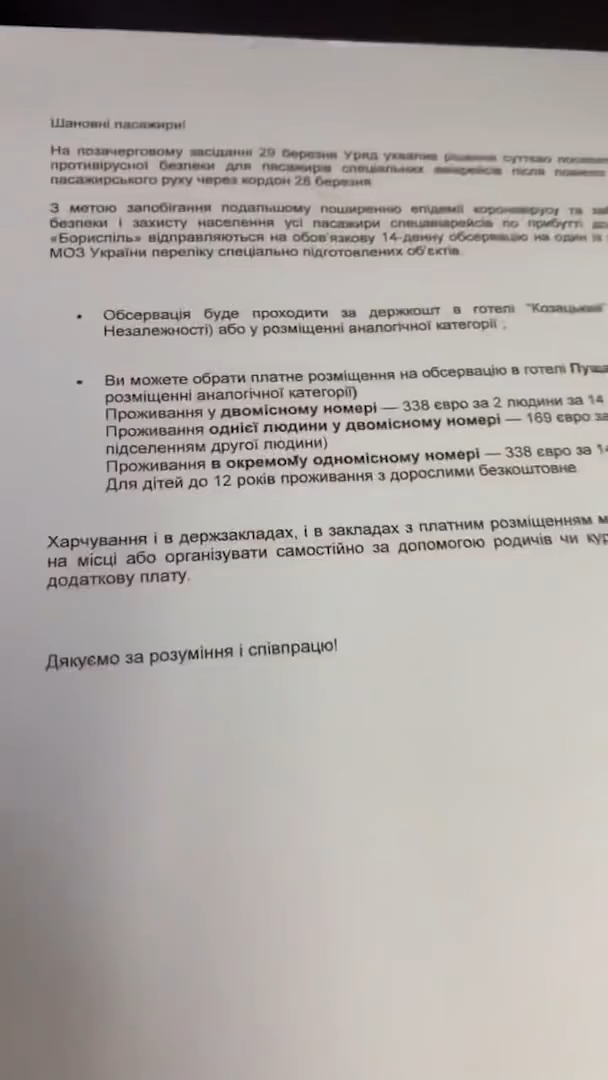 Шановні пасажири!
На позачерговому засіданні 29 березня Уряд ухвалив рішення суттєво
противірусної безпеки для пасажирів спеціальних авіарейсів після
пасажирського руху через кордон 28 березня.
З метою запобігання подальшому поширенню епідемії коронавірусу та
безпеки і захисту населення усі пасажири спецавіарейсів по прибутті
«Бориспіль» відправляються на обов'язкову 14-денну обсервацію на один із
МОЗ України переліку спеціально підготовлених об'єктів.
• Обсервація буде проходити за держкошт в готелі "Козацький
Незалежності) або у розміщенні аналогічної категорії .
• Ви можете обрати платне розміщення на обсервацію в готелі
розміщенні аналогічної категорії)
Проживання у двомісному номері — 338 євро за 2 людини за 14
Проживання однієї людини у двомісному номері — 169 євро
підселенням другої людини)
Проживання в окремому одномісному номері — 338 євро за
Для дітей до 12 років проживання з дорослими безкоштовне
Харчування і в держзакладах, і в закладах з платним розміщенням
на місці або організувати самостійно за допомогою родичів чи
додаткову плату.
Дякуємо за розуміння і співпрацю!